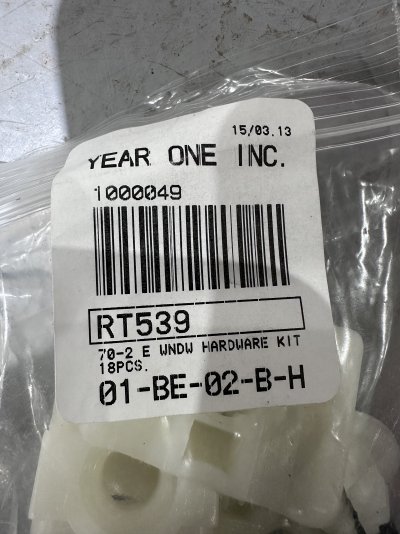 15/03.13
YEAR ONE INC.
1000049
RT539
70-2 E WNDW HARDWARE KIT
18PCS.
01-BE-02-B-H